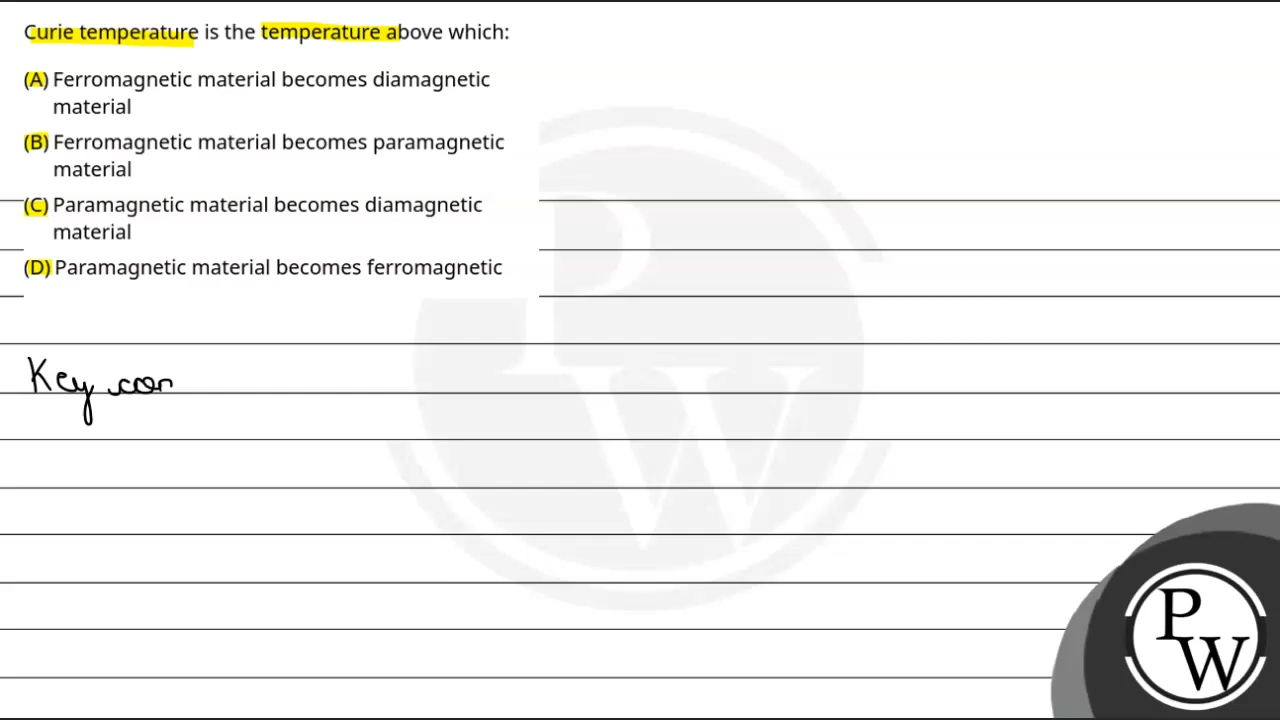 Curie temperature is the temperature above which:
(A) Ferromagnetic material becomes diamagnetic
material
(B) Ferromagnetic material becomes paramagnetic
material
(C) Paramagnetic material becomes diamagnetic
material
(D) Paramagnetic material becomes ferromagnetic
Key con
P
W
P
W